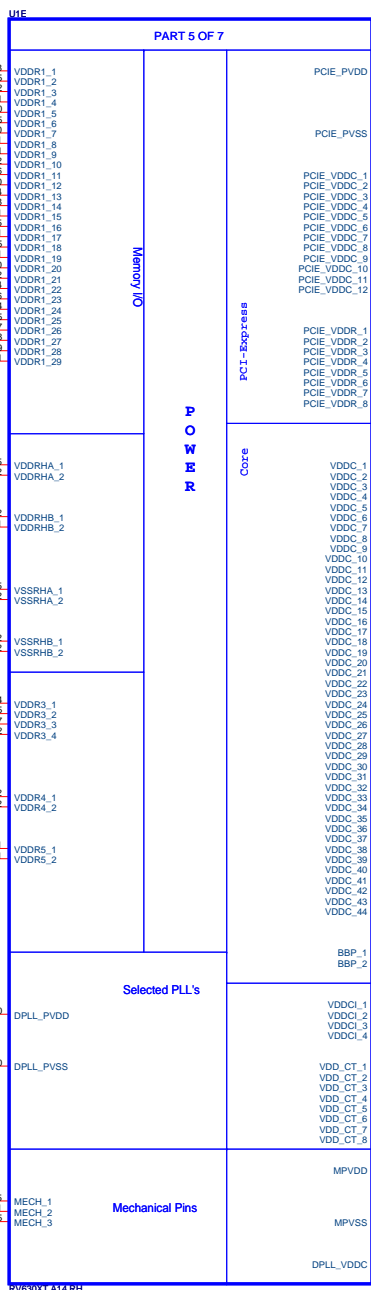 U1E
PART 5 OF 7
VDDR1_1
VDDR1_2
VDDR1_3
VDDR1_4
VDDR1_5
VDDR1_6
VDDR1_7
VDDR1_8
VDDR1_9
VDDR1_10
VDDR1_11
VDDR1_12
VDDR1_13
VDDR1_14
VDDR1_15
VDDR1_16
VDDR1_17
VDDR1_18
VDDR1_19
VDDR1_20
VDDR1_21
VDDR1_22
VDDR1_23
VDDR1_24
VDDR1_25
VDDR1_26
VDDR1_27
VDDR1_28
VDDR1_29
Memory I/O
VDDRHA_1
VDDRHA_2
VDDRHB_1
VDDRHB_2
VSSRHA_1
VSSRHA_2
VSSRHB_1
VSSRHB_2
VDDR3_1
VDDR3_2
VDDR3_3
VDDR3_4
VDDR4_1
VDDR4_2
VDDR5_1
VDDR5_2
POWER
PCI-Express
PCIE_PVDD
PCIE_PVSS
PCIE_VDDC_1
PCIE_VDDC_2
PCIE_VDDC_3
PCIE_VDDC_4
PCIE_VDDC_5
PCIE_VDDC_6
PCIE_VDDC_7
PCIE_VDDC_8
PCIE_VDDC_9
PCIE_VDDC_10
PCIE_VDDC_11
PCIE_VDDC_12
PCIE_VDDR_1
PCIE_VDDR_2
PCIE_VDDR_3
PCIE_VDDR_4
PCIE_VDDR_5
PCIE_VDDR_6
PCIE_VDDR_7
PCIE_VDDR_8
Core
VDDC_1
VDDC_2
VDDC_3
VDDC_4
VDDC_5
VDDC_6
VDDC_7
VDDC_8
VDDC_9
VDDC_10
VDDC_11
VDDC_12
VDDC_13
VDDC_14
VDDC_15
VDDC_16
VDDC_17
VDDC_18
VDDC_19
VDDC_20
VDDC_21
VDDC_22
VDDC_23
VDDC_24
VDDC_25
VDDC_26
VDDC_27
VDDC_28
VDDC_29
VDDC_30
VDDC_31
VDDC_32
VDDC_33
VDDC_34
VDDC_35
VDDC_36
VDDC_37
VDDC_38
VDDC_39
VDDC_40
VDDC_41
VDDC_42
VDDC_43
VDDC_44
BBP_1
BBP_2
Selected PLL's
DPLL_PVDD
DPLL_PVSS
VDDCI_1
VDDCI_2
VDDCI_3
VDDCI_4
VDD_CT_1
VDD_CT_2
VDD_CT_3
VDD_CT_4
VDD_CT_5
VDD_CT_6
VDD_CT_7
VDD_CT_8
Mechanical Pins
MECH_1
MECH_2
MECH_3
MPVDD
MPVSS
DPLL_VDDC
RV630XT A14 RH